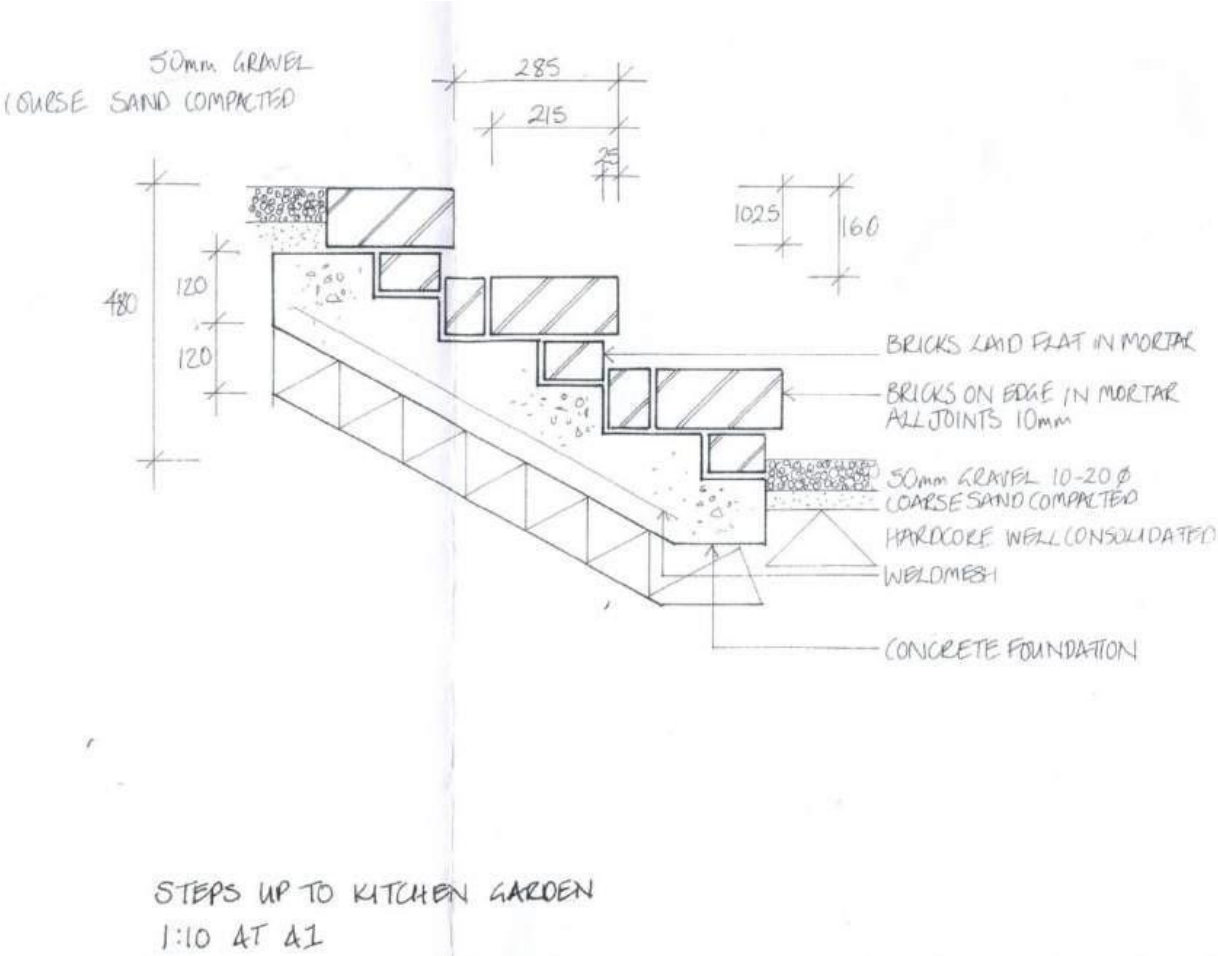 50mm GRAVEL
COURSE SAND COMPACTED
285
215
25
1025
160
480
120
120
BRICKS LAID FLAT IN MORTAR
BRICKS ON EDGE IN MORTAR
ALL JOINTS 10mm
50mm GRAVEL 10-20 Ø
COARSE SAND COMPACTED
HARDCORE WELL CONSOLIDATED
WELDMESH
CONCRETE FOUNDATION
STEPS UP TO KITCHEN GARDEN
1:10 AT A1